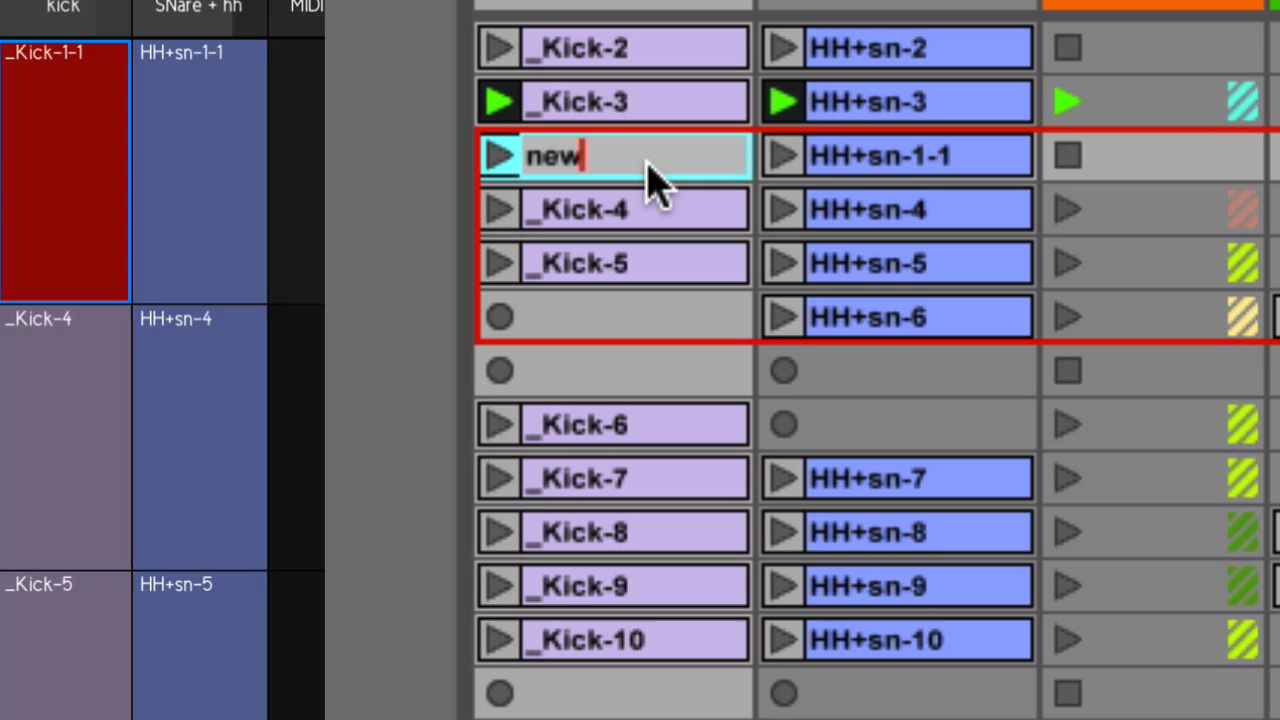 kick
SNare + hh
MIDI
_Kick-1-1
HH+sn-1-1
_Kick-4
HH+sn-4
_Kick-5
HH+sn-5
_Kick-2
HH+sn-2
_Kick-3
HH+sn-3
new
HH+sn-1-1
_Kick-4
HH+sn-4
_Kick-5
HH+sn-5
HH+sn-6
_Kick-6
_Kick-7
HH+sn-7
_Kick-8
HH+sn-8
_Kick-9
HH+sn-9
_Kick-10
HH+sn-10